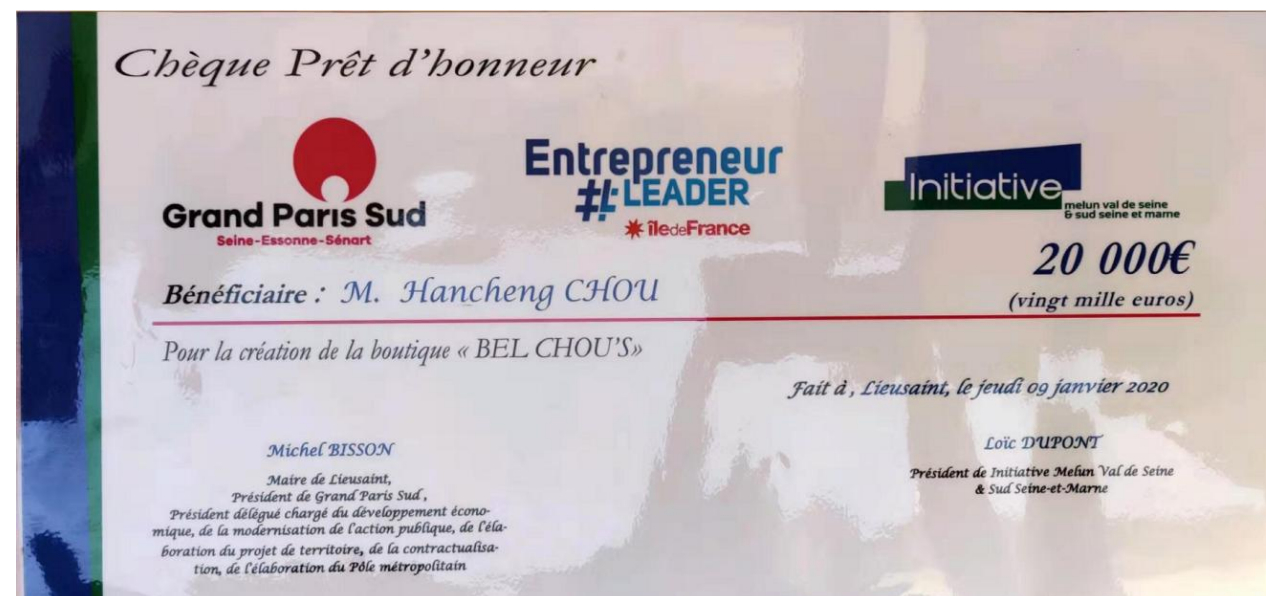 Chèque Prêt d'honneur
Grand Paris Sud
Seine-Essonne-Sénart
Entrepreneur
#LEADER
îledeFrance
Initiative
melun val de seine
& sud seine et marne
20 000€
(vingt mille euros)
Bénéficiaire : M. Hancheng CHOU
Pour la création de la boutique « BEL CHOU'S»
Fait à , Lieusaint, le jeudi 09 janvier 2020
Michel BISSON
Maire de Lieusaint,
Président de Grand Paris Sud ,
Président délégué chargé du développement écono-
mique, de la modernisation de l'action publique, de l'éla-
boration du projet de territoire, de la contractualisa-
tion, de l'élaboration du Pôle métropolitain
Loïc DUPONT
Président de Initiative Melun Val de Seine
& Sud Seine-et-Marne